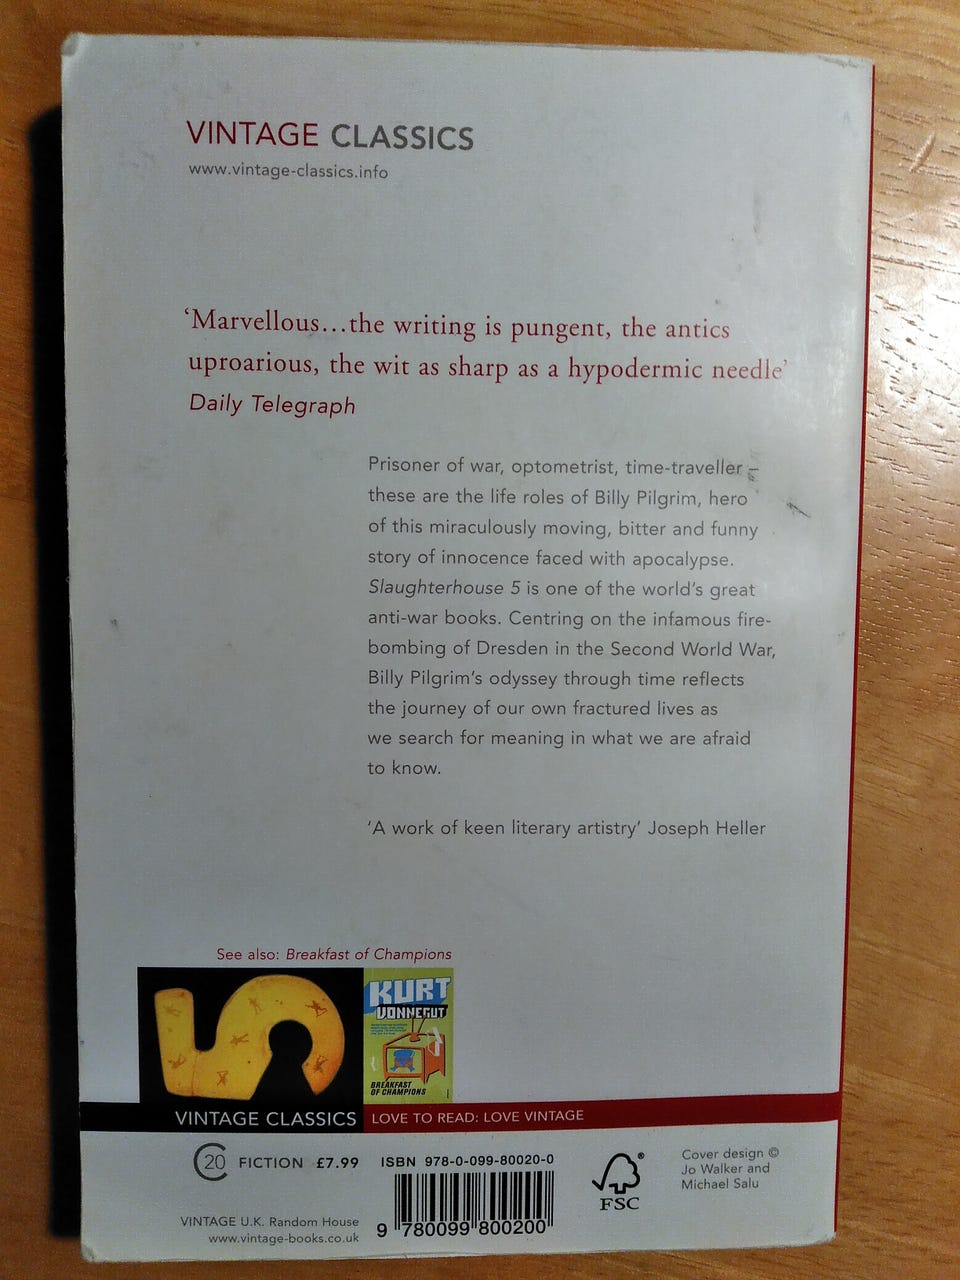 VINTAGE CLASSICS
www.vintage-classics.info
‘Marvellous...the writing is pungent, the antics
uproarious, the wit as sharp as a hypodermic needle’
Daily Telegraph
Prisoner of war, optometrist, time-traveller –
these are the life roles of Billy Pilgrim, hero
of this miraculously moving, bitter and funny
story of innocence faced with apocalypse.
Slaughterhouse 5 is one of the world’s great
anti-war books. Centring on the infamous fire-
bombing of Dresden in the Second World War,
Billy Pilgrim’s odyssey through time reflects
the journey of our own fractured lives as
we search for meaning in what we are afraid
to know.
‘A work of keen literary artistry’ Joseph Heller
See also: Breakfast of Champions
5
KURT
VONNEGUT
BREAKFAST
OF CHAMPIONS
VINTAGE CLASSICS
LOVE TO READ: LOVE VINTAGE
C20 FICTION £7.99
ISBN 978-0-099-80020-0
9 780099 800200
VINTAGE U.K. Random House
www.vintage-books.co.uk
®
FSC
Cover design ©
Jo Walker and
Michael Salu